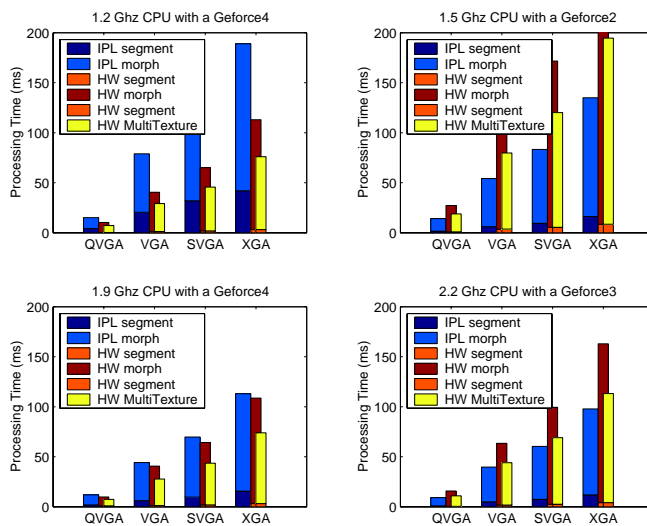 1.2 Ghz CPU with a Geforce4
200
150
100
50
0
Processing Time (ms)
IPL segment
IPL morph
HW segment
HW morph
HW segment
HW MultiTexture
QVGA VGA SVGA XGA
1.5 Ghz CPU with a Geforce2
200
150
100
50
0
Processing Time (ms)
IPL segment
IPL morph
HW segment
HW morph
HW segment
HW MultiTexture
QVGA VGA SVGA XGA
1.9 Ghz CPU with a Geforce4
200
150
100
50
0
Processing Time (ms)
IPL segment
IPL morph
HW segment
HW morph
HW segment
HW MultiTexture
QVGA VGA SVGA XGA
2.2 Ghz CPU with a Geforce3
200
150
100
50
0
Processing Time (ms)
IPL segment
IPL morph
HW segment
HW morph
HW segment
HW MultiTexture
QVGA VGA SVGA XGA